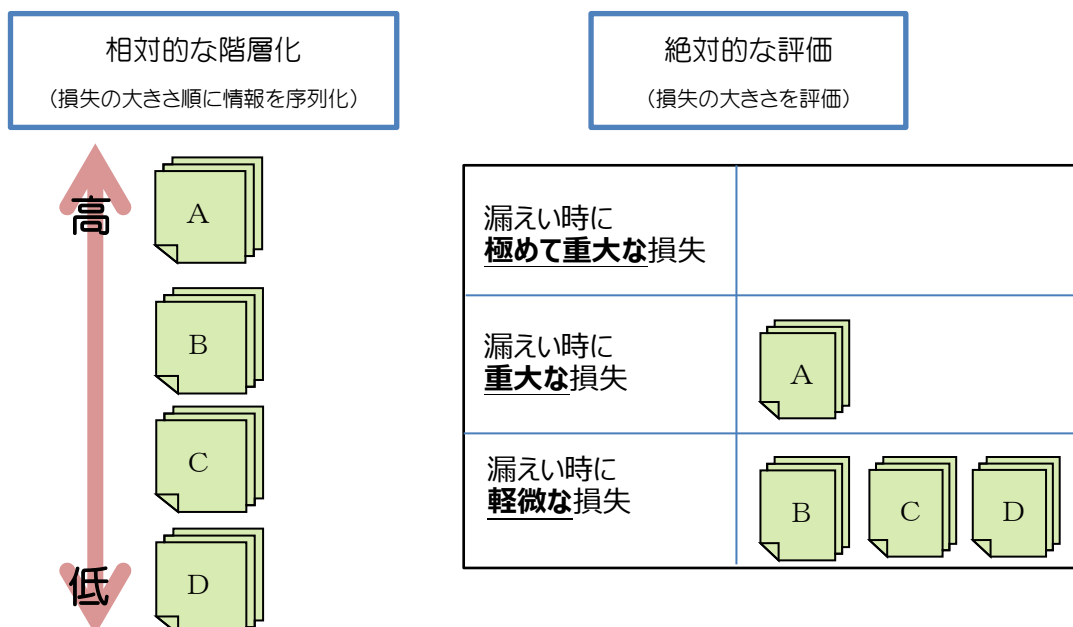 相対的な階層化
（損失の大きさ順に情報を序列化）
高
A
B
C
D
低
絶対的な評価
（損失の大きさを評価）
漏えい時に
極めて重大な損失
漏えい時に
重大な損失
A
漏えい時に
軽微な損失
B C D